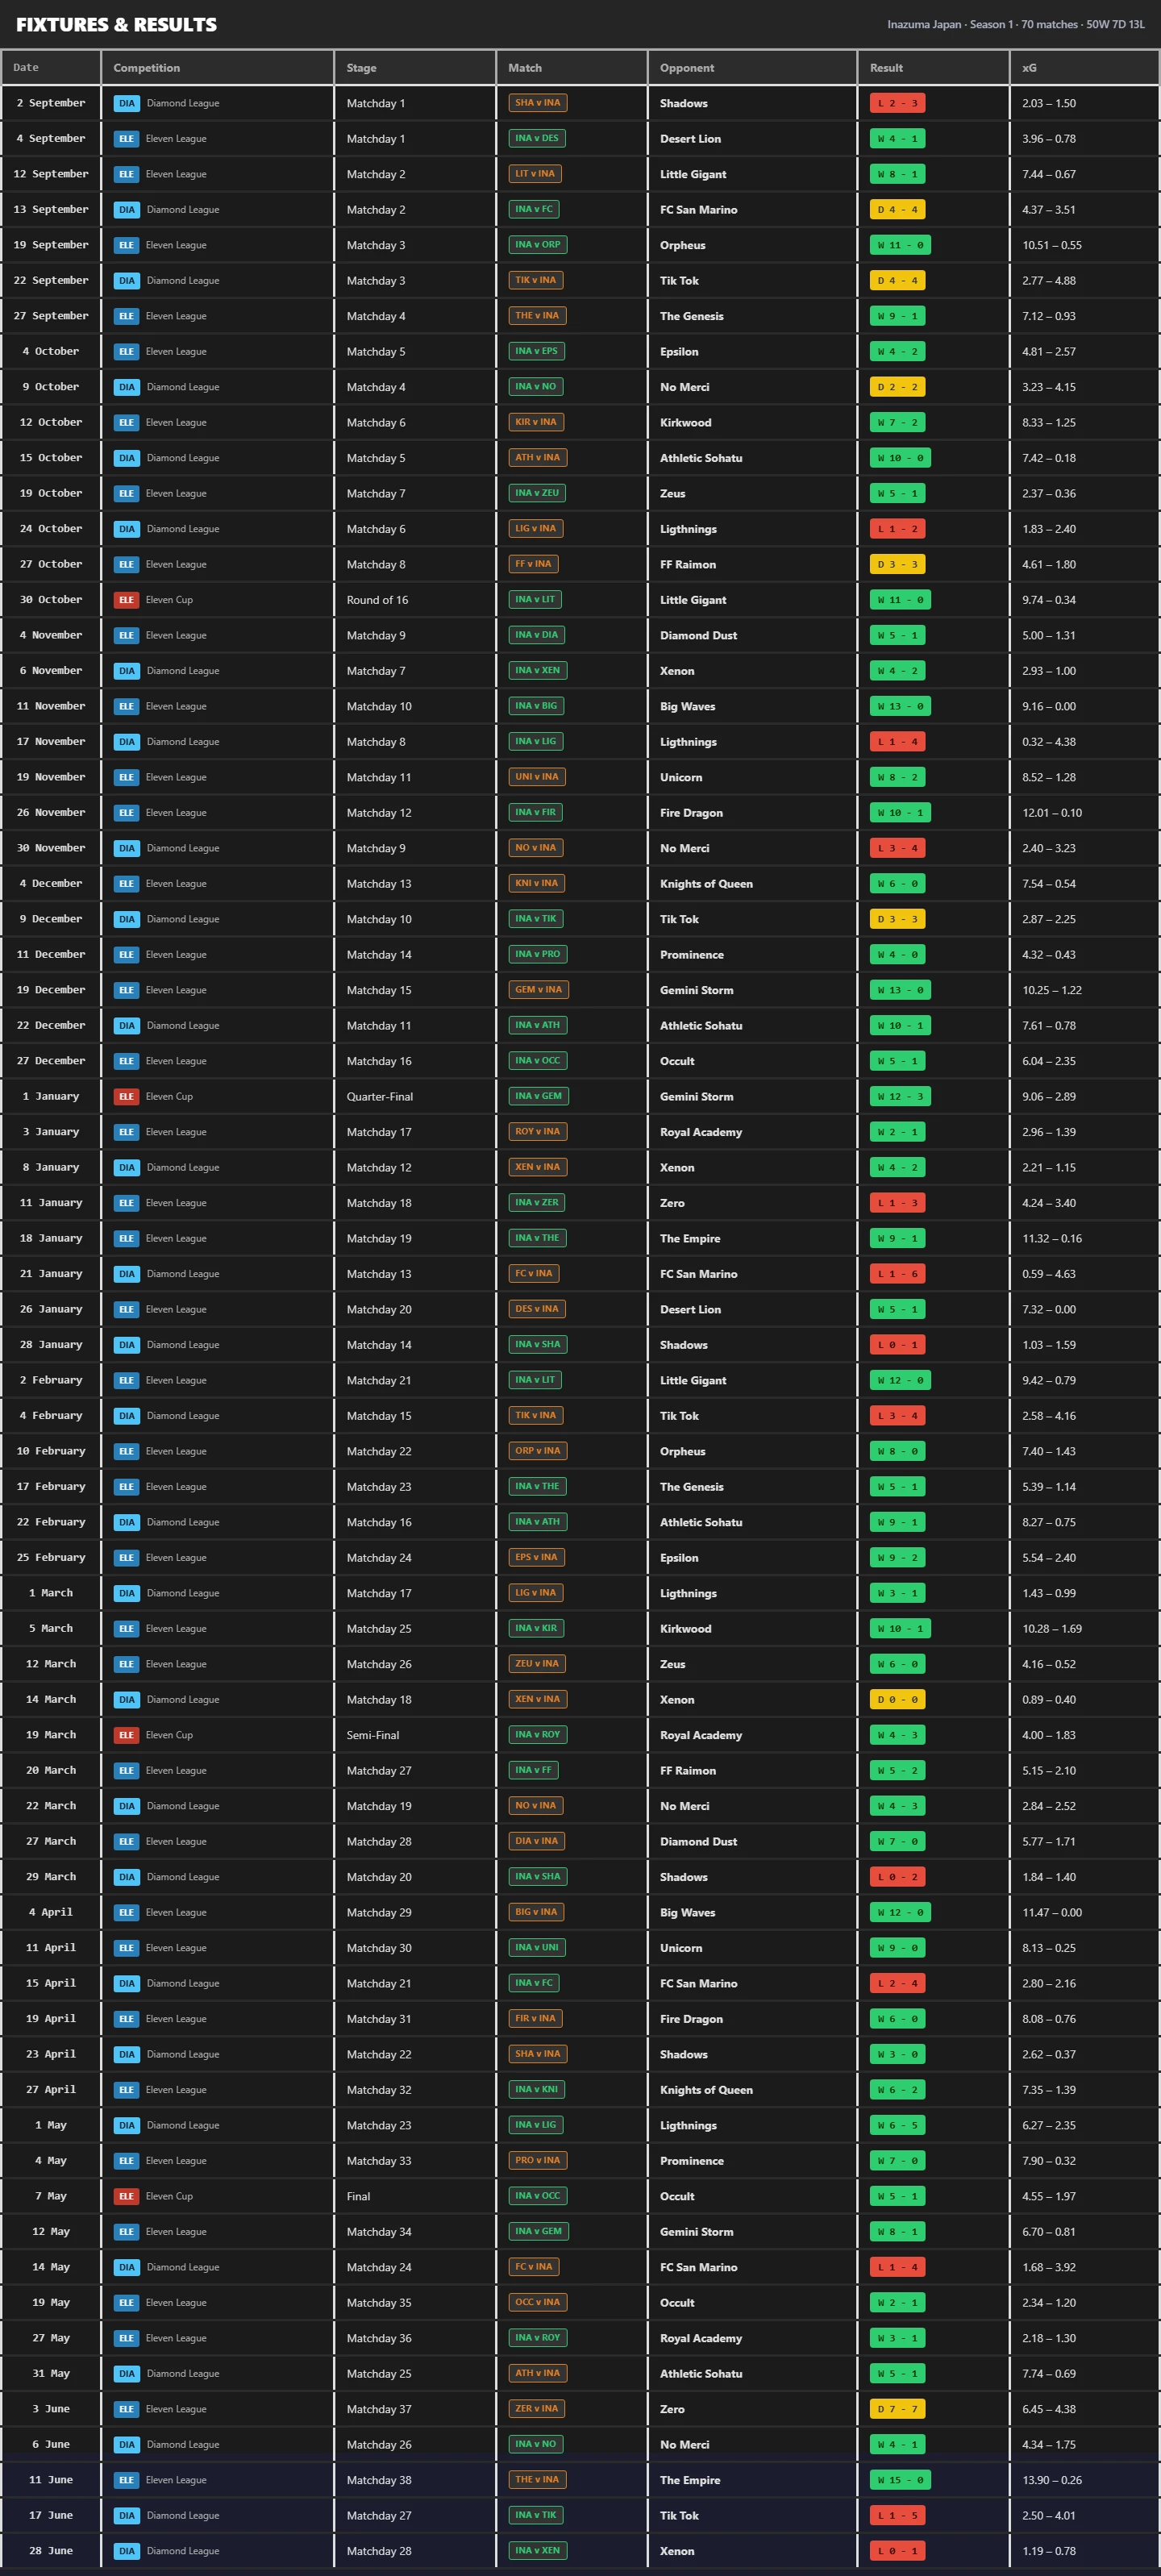 FIXTURES & RESULTS Inazuma Japan · Season 1 · 70 matches · 50W 7D 13L
Date Competition Stage Match Opponent Result xG
2 September DIA Diamond League Matchday 1 SHA v INA Shadows L 2 - 3 2.03 – 1.50
4 September ELE Eleven League Matchday 1 INA v DES Desert Lion W 4 - 1 3.96 – 0.78
12 September ELE Eleven League Matchday 2 LIT v INA Little Gigant W 8 - 1 7.44 – 0.67
13 September DIA Diamond League Matchday 2 INA v FC FC San Marino D 4 - 4 4.37 – 3.51
19 September ELE Eleven League Matchday 3 INA v ORP Orpheus W 11 - 0 10.51 – 0.55
22 September DIA Diamond League Matchday 3 TIK v INA Tik Tok D 4 - 4 2.77 – 4.88
27 September ELE Eleven League Matchday 4 THE v INA The Genesis W 9 - 1 7.12 – 0.93
4 October ELE Eleven League Matchday 5 INA v EPS Epsilon W 4 - 2 4.81 – 2.57
9 October DIA Diamond League Matchday 4 INA v NO No Merci D 2 - 2 3.23 – 4.15
12 October ELE Eleven League Matchday 6 KIR v INA Kirkwood W 7 - 2 8.33 – 1.25
15 October DIA Diamond League Matchday 5 ATH v INA Athletic Sohatu W 10 - 0 7.42 – 0.18
19 October ELE Eleven League Matchday 7 INA v ZEU Zeus W 5 - 1 2.37 – 0.36
24 October DIA Diamond League Matchday 6 LIG v INA Ligthnings L 1 - 2 1.83 – 2.40
27 October ELE Eleven League Matchday 8 FF v INA FF Raimon D 3 - 3 4.61 – 1.80
30 October ELE Eleven Cup Round of 16 INA v LIT Little Gigant W 11 - 0 9.74 – 0.34
4 November ELE Eleven League Matchday 9 INA v DIA Diamond Dust W 5 - 1 5.00 – 1.31
6 November DIA Diamond League Matchday 7 INA v XEN Xenon W 4 - 2 2.93 – 1.00
11 November ELE Eleven League Matchday 10 INA v BIG Big Waves W 13 - 0 9.16 – 0.00
17 November DIA Diamond League Matchday 8 INA v LIG Ligthnings L 1 - 4 0.32 – 4.38
19 November ELE Eleven League Matchday 11 UNI v INA Unicorn W 8 - 2 8.52 – 1.28
26 November ELE Eleven League Matchday 12 INA v FIR Fire Dragon W 10 - 1 12.01 – 0.10
30 November DIA Diamond League Matchday 9 NO v INA No Merci L 3 - 4 2.40 – 3.23
4 December ELE Eleven League Matchday 13 KNI v INA Knights of Queen W 6 - 0 7.54 – 0.54
9 December DIA Diamond League Matchday 10 INA v TIK Tik Tok D 3 - 3 2.87 – 2.25
11 December ELE Eleven League Matchday 14 INA v PRO Prominence W 4 - 0 4.32 – 0.43
19 December ELE Eleven League Matchday 15 GEM v INA Gemini Storm W 13 - 0 10.25 – 1.22
22 December DIA Diamond League Matchday 11 INA v ATH Athletic Sohatu W 10 - 1 7.61 – 0.78
27 December ELE Eleven League Matchday 16 INA v OCC Occult W 5 - 1 6.04 – 2.35
1 January ELE Eleven Cup Quarter-Final INA v GEM Gemini Storm W 12 - 3 9.06 – 2.89
3 January ELE Eleven League Matchday 17 ROY v INA Royal Academy W 2 - 1 2.96 – 1.39
8 January DIA Diamond League Matchday 12 XEN v INA Xenon W 4 - 2 2.21 – 1.15
11 January ELE Eleven League Matchday 18 INA v ZER Zero L 1 - 3 4.24 – 3.40
18 January ELE Eleven League Matchday 19 INA v THE The Empire W 9 - 1 11.32 – 0.16
21 January DIA Diamond League Matchday 13 FC v INA FC San Marino L 1 - 6 0.59 – 4.63
26 January ELE Eleven League Matchday 20 DES v INA Desert Lion W 5 - 1 7.32 – 0.00
28 January DIA Diamond League Matchday 14 INA v SHA Shadows L 0 - 1 1.03 – 1.59
2 February ELE Eleven League Matchday 21 INA v LIT Little Gigant W 12 - 0 9.42 – 0.79
4 February DIA Diamond League Matchday 15 TIK v INA Tik Tok L 3 - 4 2.58 – 4.16
10 February ELE Eleven League Matchday 22 ORP v INA Orpheus W 8 - 0 7.40 – 1.43
17 February ELE Eleven League Matchday 23 INA v THE The Genesis W 5 - 1 5.39 – 1.14
22 February DIA Diamond League Matchday 16 INA v ATH Athletic Sohatu W 9 - 1 8.27 – 0.75
25 February ELE Eleven League Matchday 24 EPS v INA Epsilon W 9 - 2 5.54 – 2.40
1 March DIA Diamond League Matchday 17 LIG v INA Ligthnings W 3 - 1 1.43 – 0.99
5 March ELE Eleven League Matchday 25 INA v KIR Kirkwood W 10 - 1 10.28 – 1.69
12 March ELE Eleven League Matchday 26 ZEU v INA Zeus W 6 - 0 4.16 – 0.52
14 March DIA Diamond League Matchday 18 XEN v INA Xenon D 0 - 0 0.89 – 0.40
19 March ELE Eleven Cup Semi-Final INA v ROY Royal Academy W 4 - 3 4.00 – 1.83
20 March ELE Eleven League Matchday 27 INA v FF FF Raimon W 5 - 2 5.15 – 2.10
22 March DIA Diamond League Matchday 19 NO v INA No Merci W 4 - 3 2.84 – 2.52
27 March ELE Eleven League Matchday 28 DIA v INA Diamond Dust W 7 - 0 5.77 – 1.71
29 March DIA Diamond League Matchday 20 INA v SHA Shadows L 0 - 2 1.84 – 1.40
4 April ELE Eleven League Matchday 29 BIG v INA Big Waves W 12 - 0 11.47 – 0.00
11 April ELE Eleven League Matchday 30 INA v UNI Unicorn W 9 - 0 8.13 – 0.25
15 April DIA Diamond League Matchday 21 INA v FC FC San Marino L 2 - 4 2.80 – 2.16
19 April ELE Eleven League Matchday 31 FIR v INA Fire Dragon W 6 - 0 8.08 – 0.76
23 April DIA Diamond League Matchday 22 SHA v INA Shadows W 3 - 0 2.62 – 0.37
27 April ELE Eleven League Matchday 32 INA v KNI Knights of Queen W 6 - 2 7.35 – 1.39
1 May DIA Diamond League Matchday 23 INA v LIG Ligthnings W 6 - 5 6.27 – 2.35
4 May ELE Eleven League Matchday 33 PRO v INA Prominence W 7 - 0 7.90 – 0.32
7 May ELE Eleven Cup Final INA v OCC Occult W 5 - 1 4.55 – 1.97
12 May ELE Eleven League Matchday 34 INA v GEM Gemini Storm W 8 - 1 6.70 – 0.81
14 May DIA Diamond League Matchday 24 FC v INA FC San Marino L 1 - 4 1.68 – 3.92
19 May ELE Eleven League Matchday 35 OCC v INA Occult W 2 - 1 2.34 – 1.20
27 May ELE Eleven League Matchday 36 INA v ROY Royal Academy W 3 - 1 2.18 – 1.30
31 May DIA Diamond League Matchday 25 ATH v INA Athletic Sohatu W 5 - 1 7.74 – 0.69
3 June ELE Eleven League Matchday 37 ZER v INA Zero D 7 - 7 6.45 – 4.38
6 June DIA Diamond League Matchday 26 INA v NO No Merci W 4 - 1 4.34 – 1.75
11 June ELE Eleven League Matchday 38 THE v INA The Empire W 15 - 0 13.90 – 0.26
17 June DIA Diamond League Matchday 27 INA v TIK Tik Tok L 1 - 5 2.50 – 4.01
28 June DIA Diamond League Matchday 28 INA v XEN Xenon L 0 - 1 1.19 – 0.78